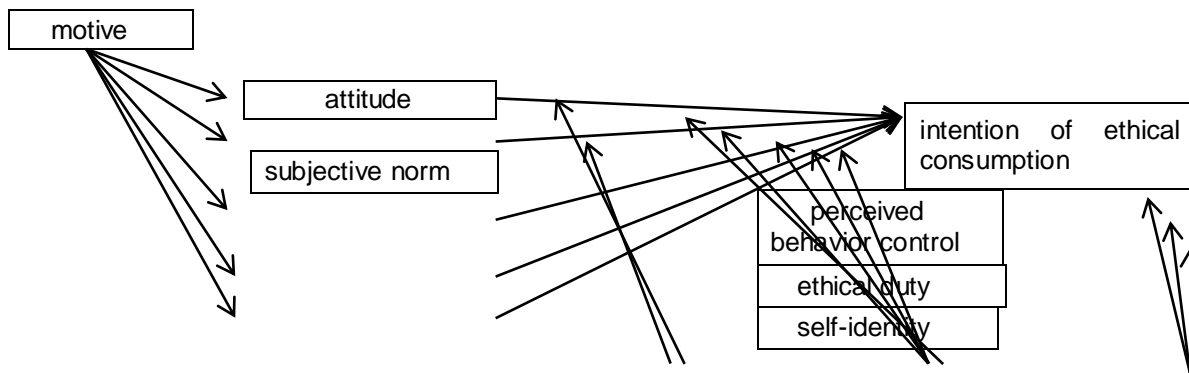 motive
attitude
subjective norm
intention of ethical
consumption
perceived
behavior control
ethical duty
self-identity